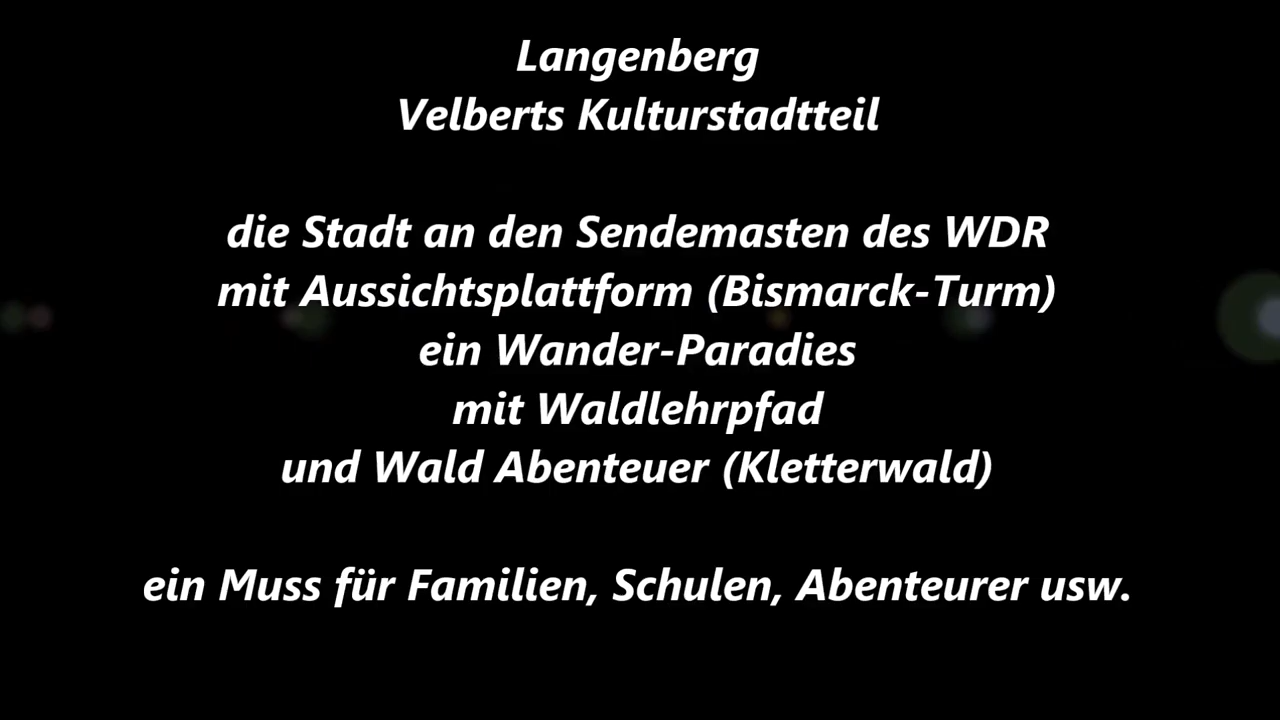 Langenberg
Velberts Kulturstadtteil
die Stadt an den Sendemasten des WDR
mit Aussichtsplattform (Bismarck-Turm)
ein Wander-Paradies
mit Waldlehrpfad
und Wald Abenteuer (Kletterwald)
ein Muss für Familien, Schulen, Abenteurer usw.